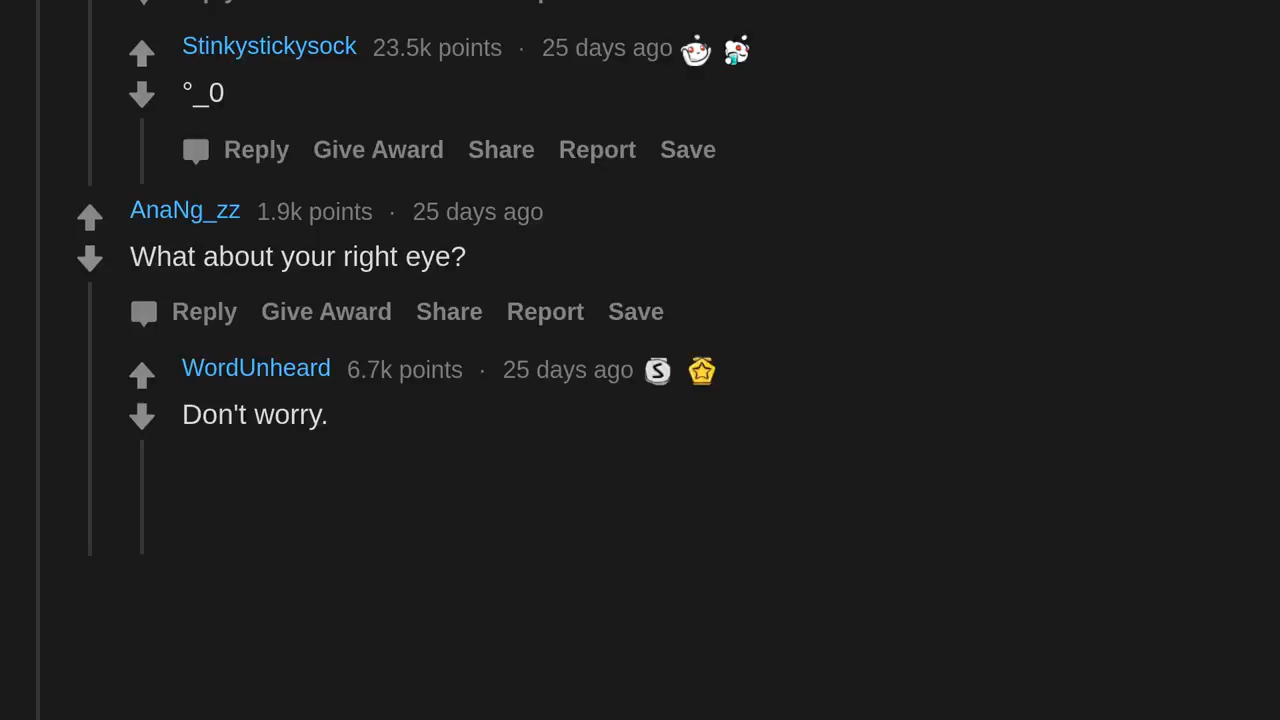 Stinkystickysock 23.5k points · 25 days ago
°_0
Reply Give Award Share Report Save
AnaNg_zz 1.9k points · 25 days ago
What about your right eye?
Reply Give Award Share Report Save
WordUnheard 6.7k points · 25 days ago S
Don't worry.